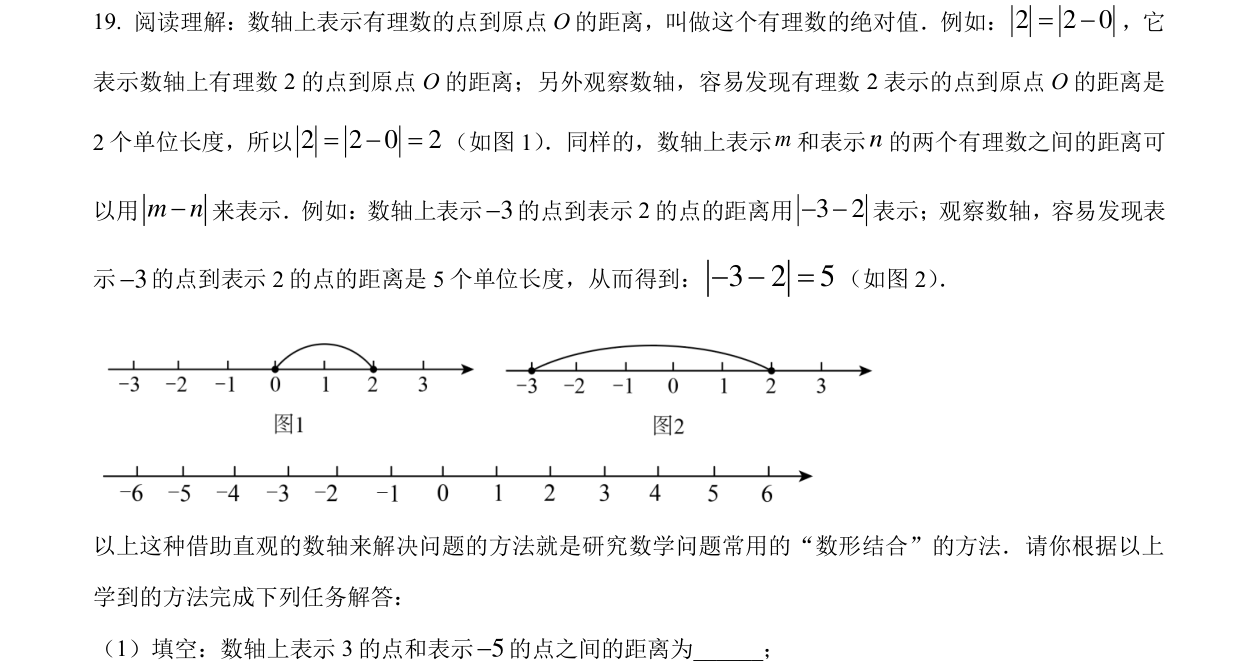 19. 阅读理解：数轴上表示有理数的点到原点 O 的距离，叫做这个有理数的绝对值．例如：|2|=|2−0|，它
表示数轴上有理数 2 的点到原点 O 的距离；另外观察数轴，容易发现有理数 2 表示的点到原点 O 的距离是
2 个单位长度，所以|2|=|2−0|=2（如图 1）．同样的，数轴上表示 m 和表示 n 的两个有理数之间的距离可
以用|m−n|来表示．例如：数轴上表示−3的点到表示 2 的点的距离用|−3−2|表示；观察数轴，容易发现表
示−3的点到表示 2 的点的距离是 5 个单位长度，从而得到：|−3−2|=5（如图 2）．
−3 −2 −1 0 1 2 3
图1
−3 −2 −1 0 1 2 3
图2
−6 −5 −4 −3 −2 −1 0 1 2 3 4 5 6
以上这种借助直观的数轴来解决问题的方法就是研究数学问题常用的“数形结合”的方法．请你根据以上
学到的方法完成下列任务解答：
（1）填空：数轴上表示 3 的点和表示−5的点之间的距离为______；